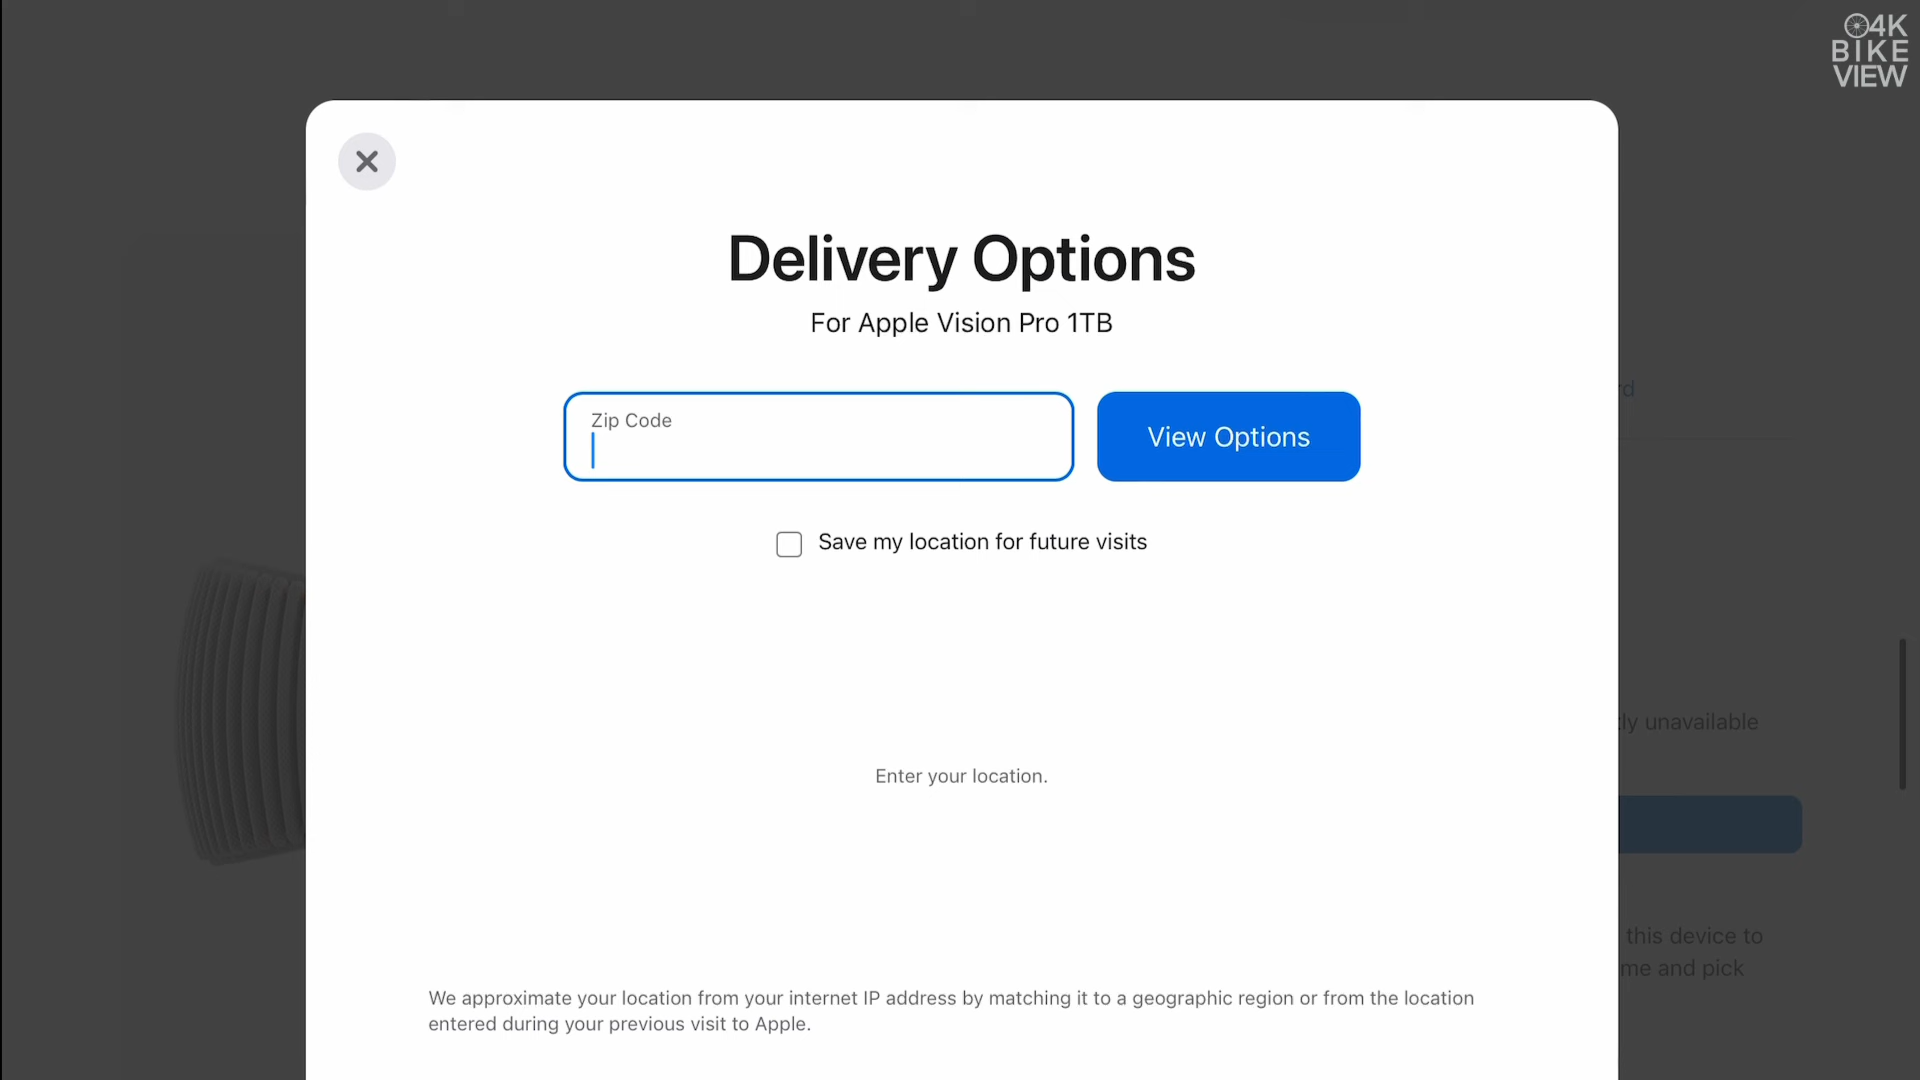 4K
BIKE
VIEW
Delivery Options
For Apple Vision Pro 1TB
Zip Code
View Options
Save my location for future visits
unavailable
Enter your location.
this device to
and pick
We approximate your location from your internet IP address by matching it to a geographic region or from the location
entered during your previous visit to Apple.